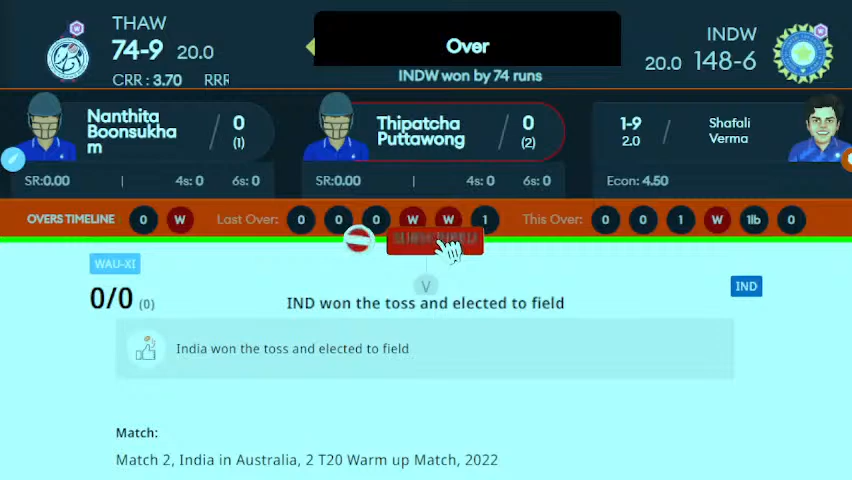 THAW
74-9 20.0
CRR : 3.70 RRR
Over
INDW won by 74 runs
INDW
20.0 148-6
Nanthita
Boonsukha
m
0
(1)
Thipatcha
Puttawong
0
(2)
1-9
2.0
Shafali
Verma
SR:0.00 | 4s: 0 6s: 0
SR:0.00 | 4s: 0 6s: 0
Econ: 4.50
OVERS TIMELINE 0 W Last Over: 0 0 0 W W 1 This Over: 0 0 1 W 1lb 0
WAU-XI
0/0 (0)
V
IND won the toss and elected to field
IND
India won the toss and elected to field
Match:
Match 2, India in Australia, 2 T20 Warm up Match, 2022